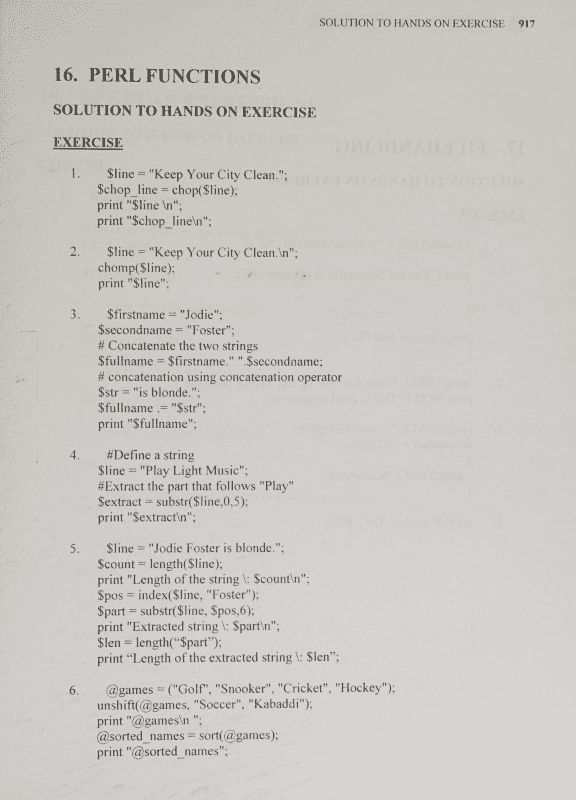 SOLUTION TO HANDS ON EXERCISE 917
16. PERL FUNCTIONS
SOLUTION TO HANDS ON EXERCISE
EXERCISE
1. $line = "Keep Your City Clean.";
$chop_line = chop($line);
print "$line \n";
print "$chop_line\n";
2. $line = "Keep Your City Clean.\n";
chomp($line);
print "$line";
3. $firstname = "Jodie";
$secondname = "Foster";
# Concatenate the two strings
$fullname = $firstname." ".$secondname;
# concatenation using concatenation operator
$str = "is blonde.";
$fullname .= "$str";
print "$fullname";
4. #Define a string
$line = "Play Light Music";
#Extract the part that follows "Play"
$extract = substr($line,0,5);
print "$extract\n";
5. $line = "Jodie Foster is blonde.";
$count = length($line);
print "Length of the string \: $count\n";
$pos = index($line, "Foster");
$part = substr($line, $pos,6);
print "Extracted string \: $part\n";
$len = length(“$part”);
print “Length of the extracted string \: $len”;
6. @games = ("Golf", "Snooker", "Cricket", "Hockey");
unshift(@games, "Soccer", "Kabaddi");
print "@games\n ";
@sorted_names = sort(@games);
print "@sorted_names";